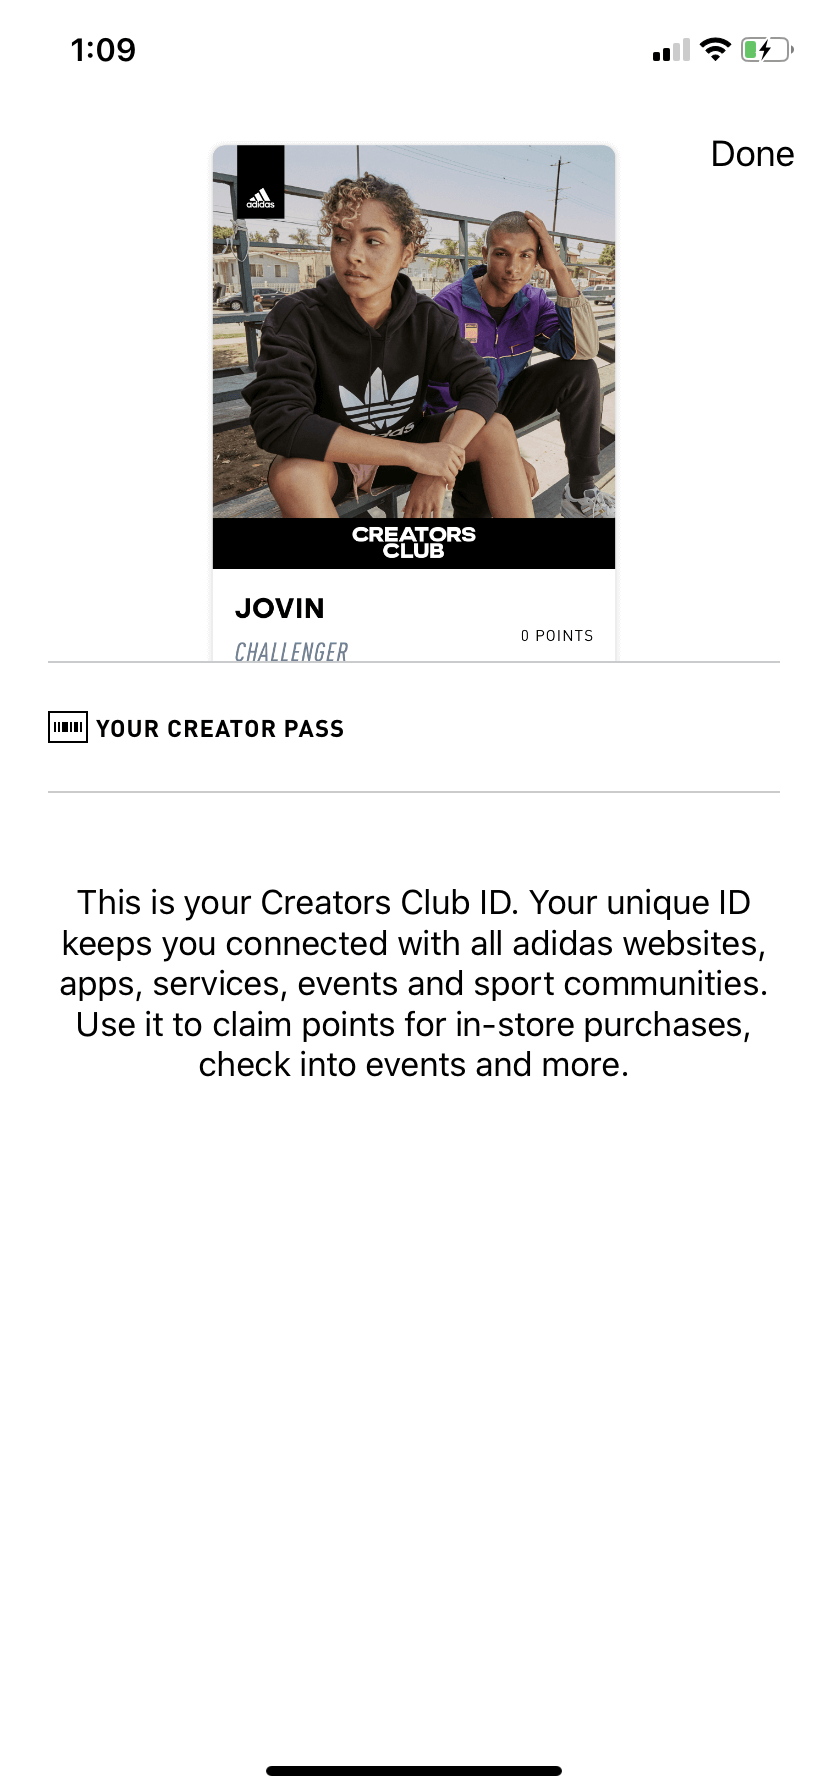 1:09
Done
adidas
adidas
CREATORS
CLUB
JOVIN
0 POINTS
CHALLENGER
YOUR CREATOR PASS
This is your Creators Club ID. Your unique ID
keeps you connected with all adidas websites,
apps, services, events and sport communities.
Use it to claim points for in-store purchases,
check into events and more.